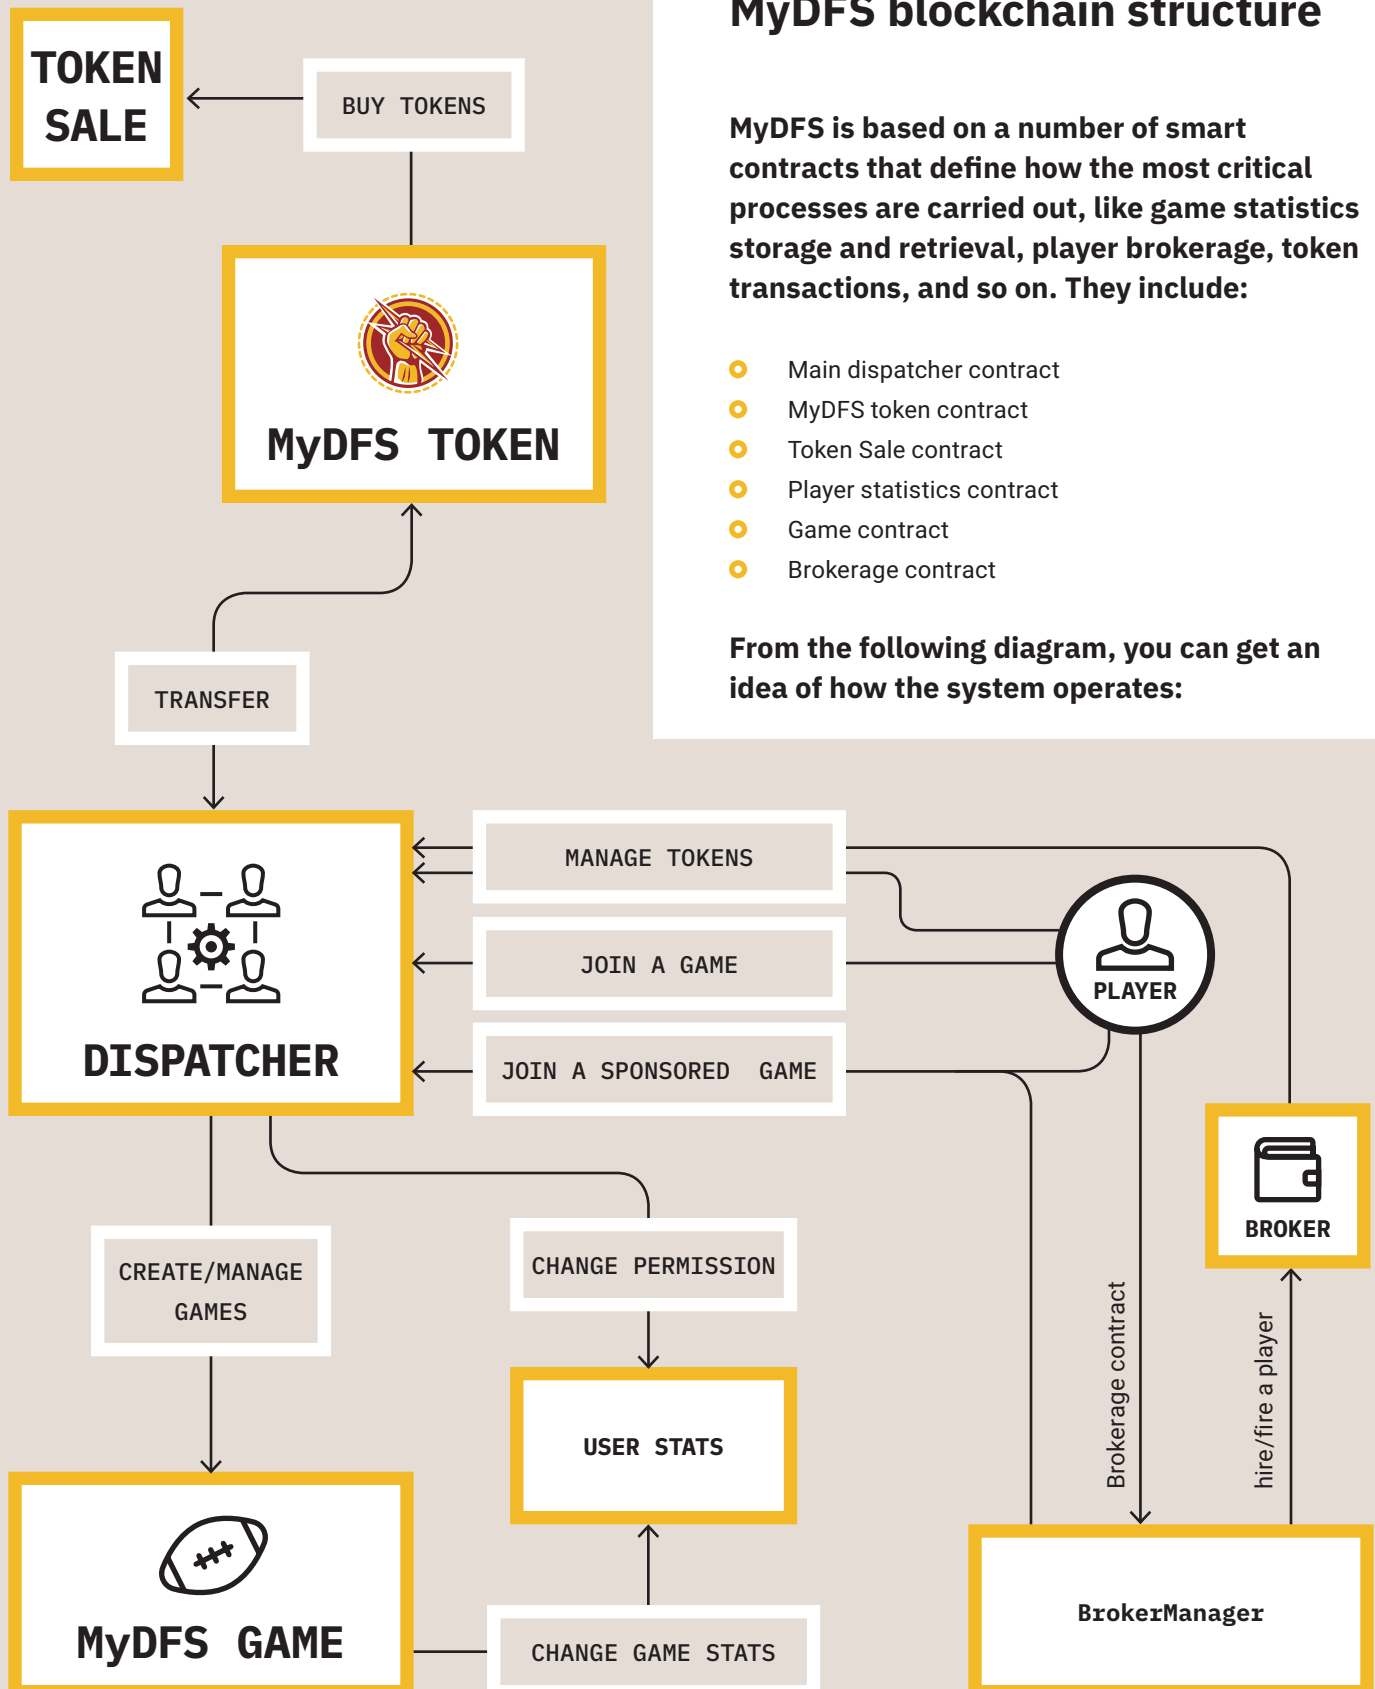 MyDFS blockchain structure
MyDFS is based on a number of smart
contracts that define how the most critical
processes are carried out, like game statistics
storage and retrieval, player brokerage, token
transactions, and so on. They include:
Main dispatcher contract
MyDFS token contract
Token Sale contract
Player statistics contract
Game contract
Brokerage contract
From the following diagram, you can get an
idea of how the system operates:
TOKEN
SALE
BUY TOKENS
MyDFS TOKEN
TRANSFER
DISPATCHER
MANAGE TOKENS
JOIN A GAME
JOIN A SPONSORED GAME
PLAYER
BROKER
CREATE/MANAGE
GAMES
CHANGE PERMISSION
USER STATS
Brokerage contract
hire/fire a player
MyDFS GAME
CHANGE GAME STATS
BrokerManager